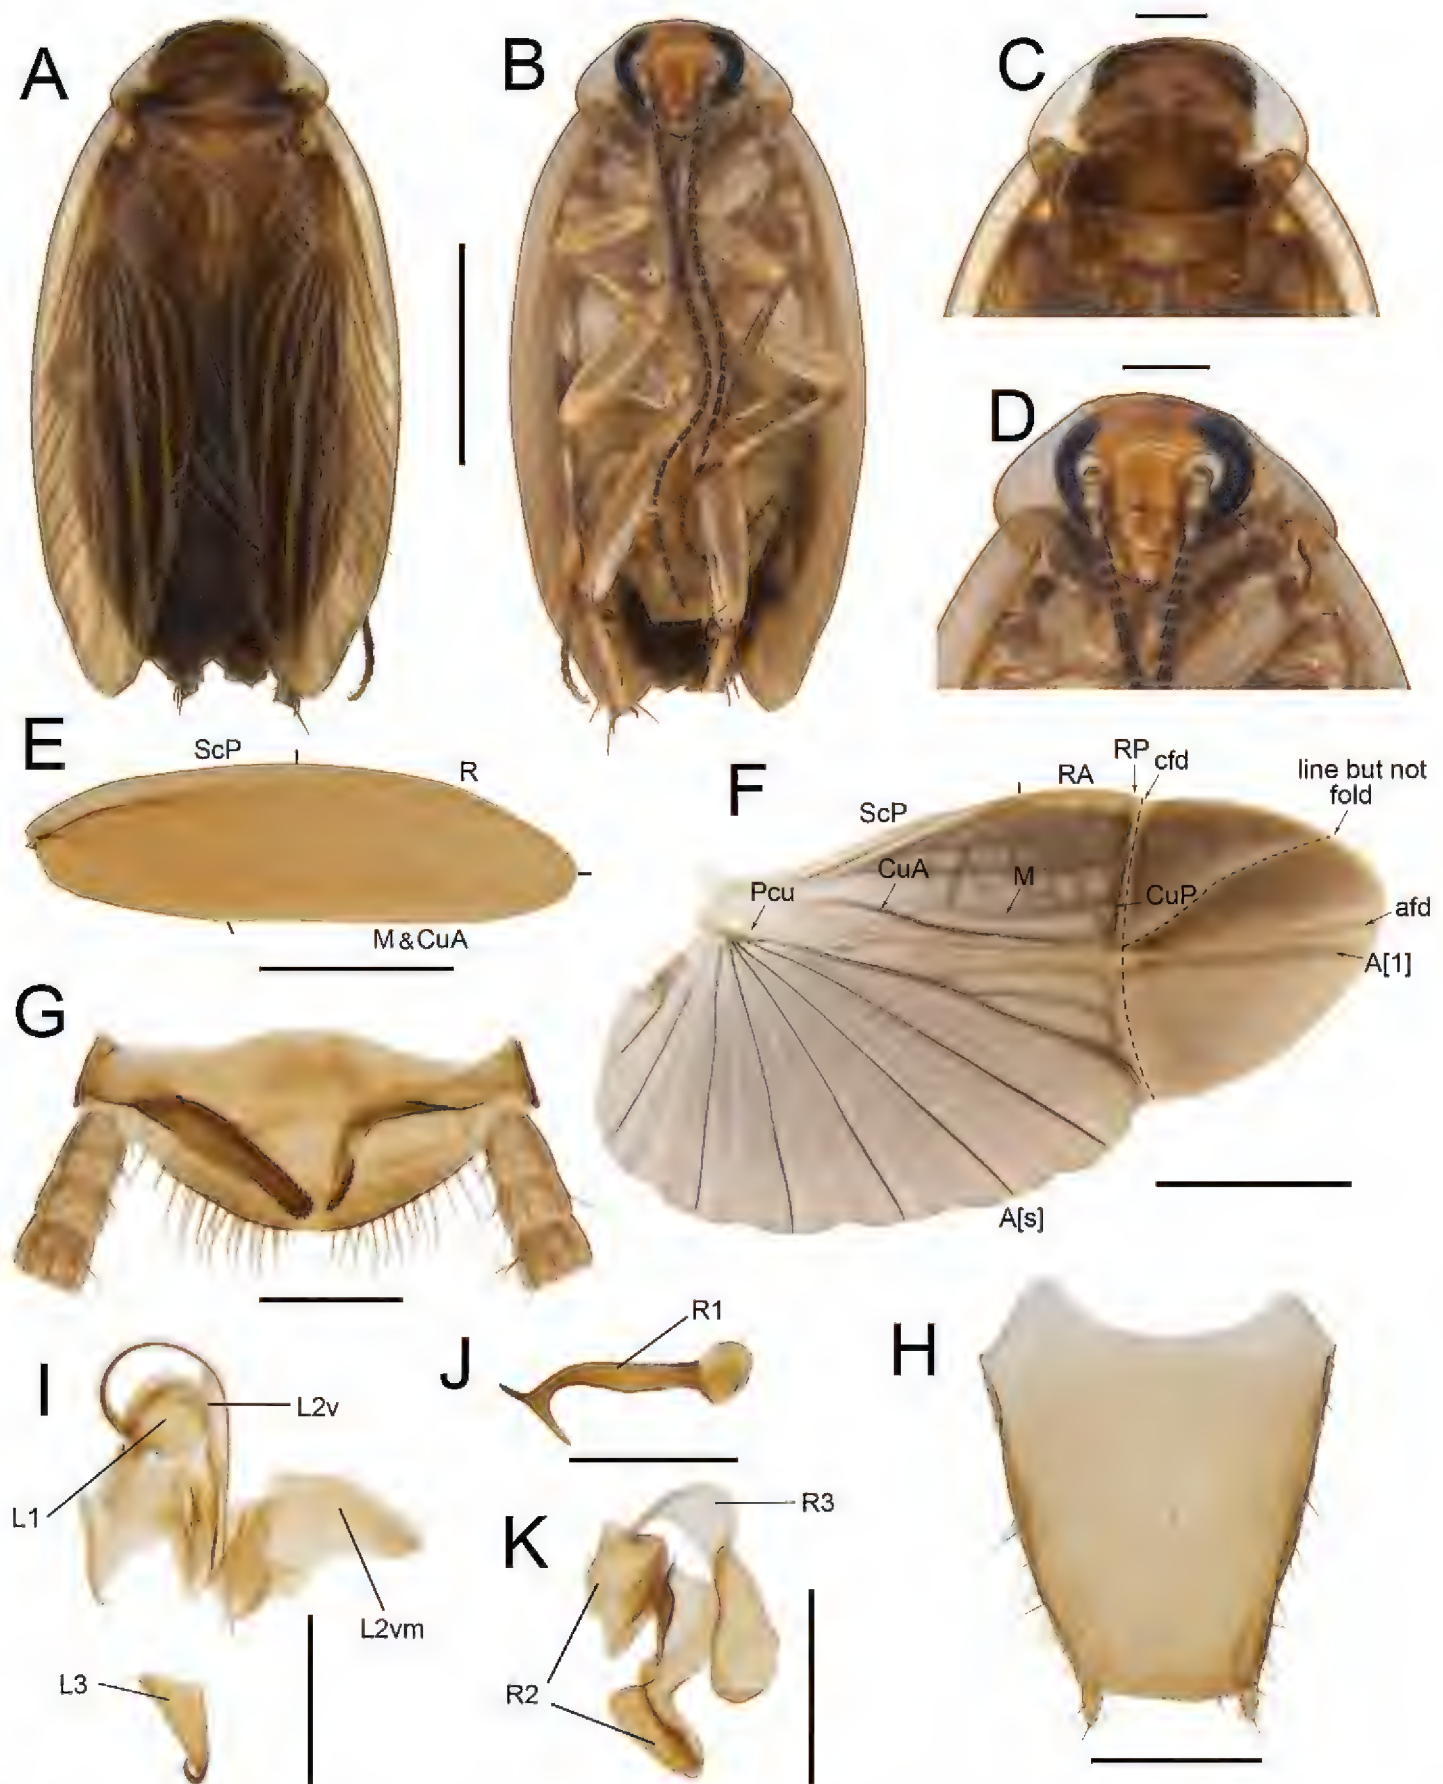 A
B
C
D
E
ScP
R
M & CuA
F
ScP
RA
RP
cfd
line but not
fold
CuA
M
CuP
Pcu
afd
A[1]
A[s]
G
H
I
L2v
L1
L2vm
L3
J
R1
K
R3
R2